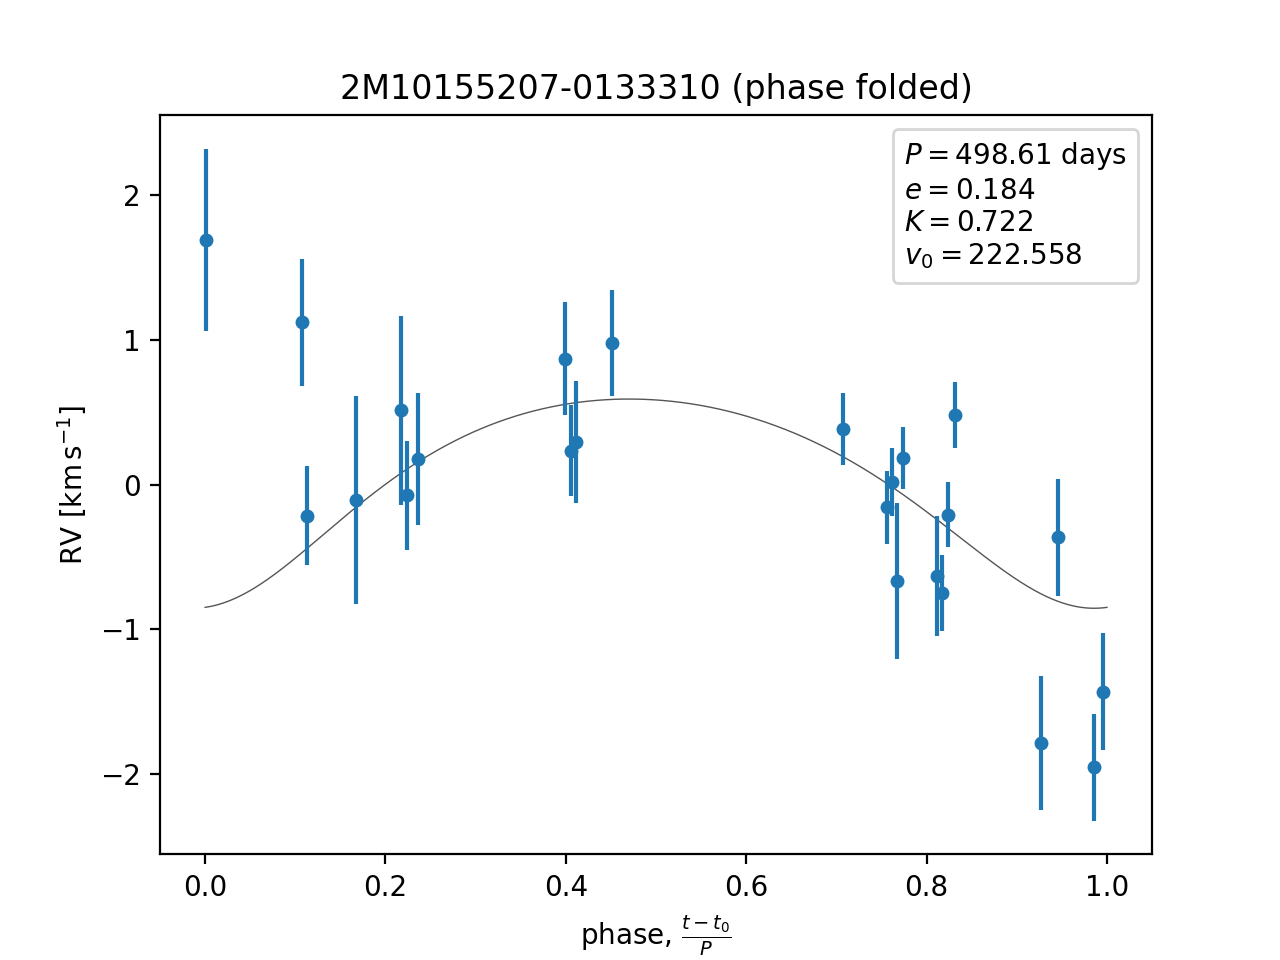 2M10155207-0133310 (phase folded)
P = 498.61 days
e = 0.184
K = 0.722
v₀ = 222.558
RV [km s⁻¹]
2
1
0
−1
−2
0.0 0.2 0.4 0.6 0.8 1.0
phase, (t − t₀)/P